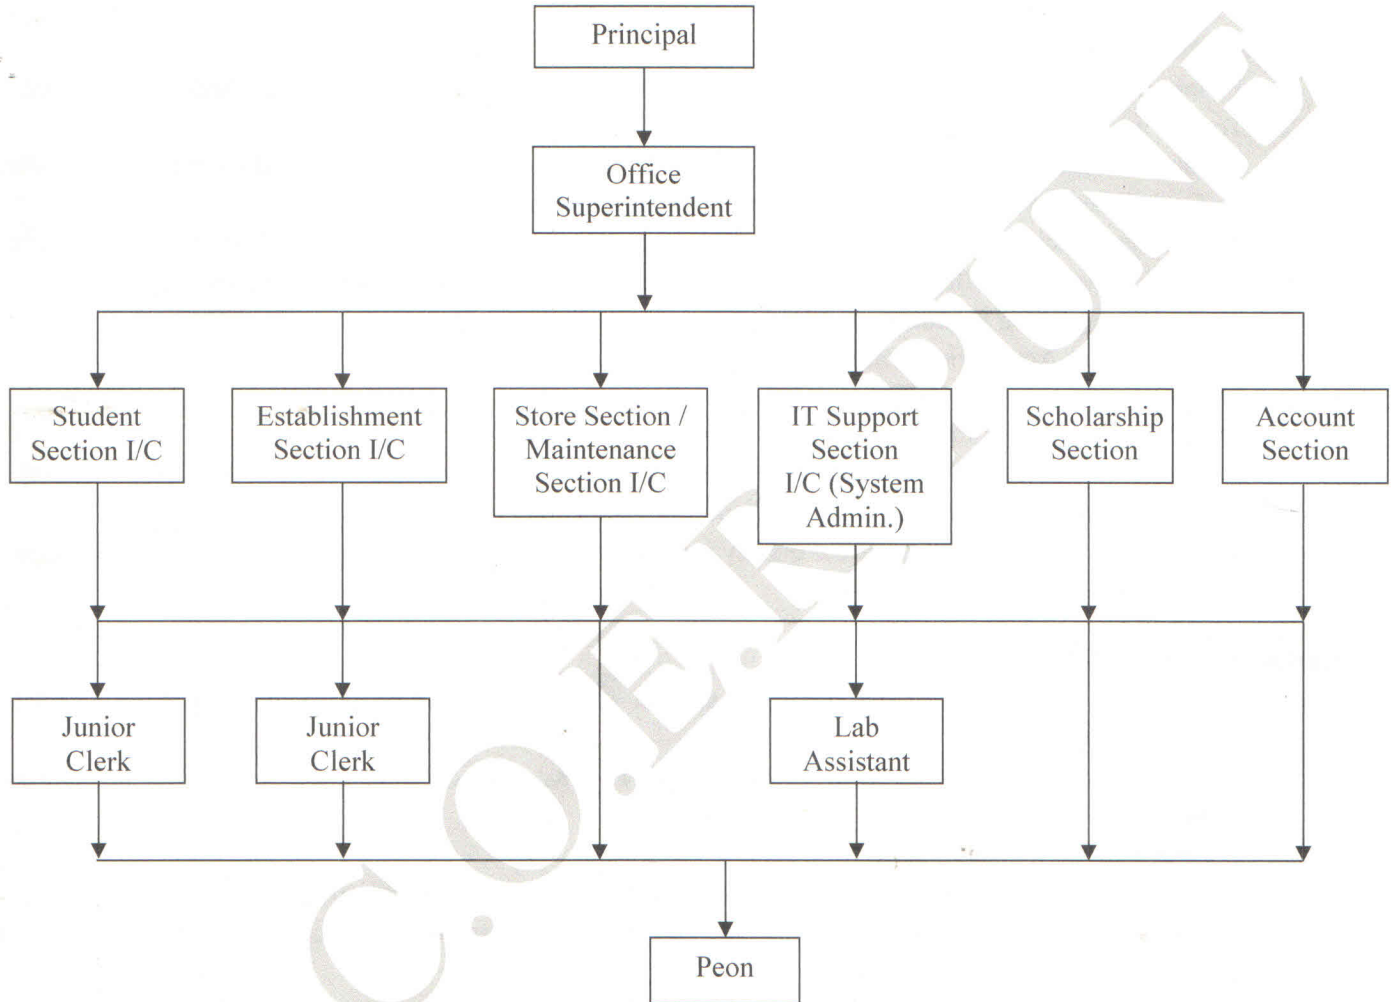 Principal
Office
Superintendent
Student
Section I/C
Establishment
Section I/C
Store Section /
Maintenance
Section I/C
IT Support
Section
I/C (System
Admin.)
Scholarship
Section
Account
Section
Junior
Clerk
Junior
Clerk
Lab
Assistant
Peon
C.O.E.R., PUNE